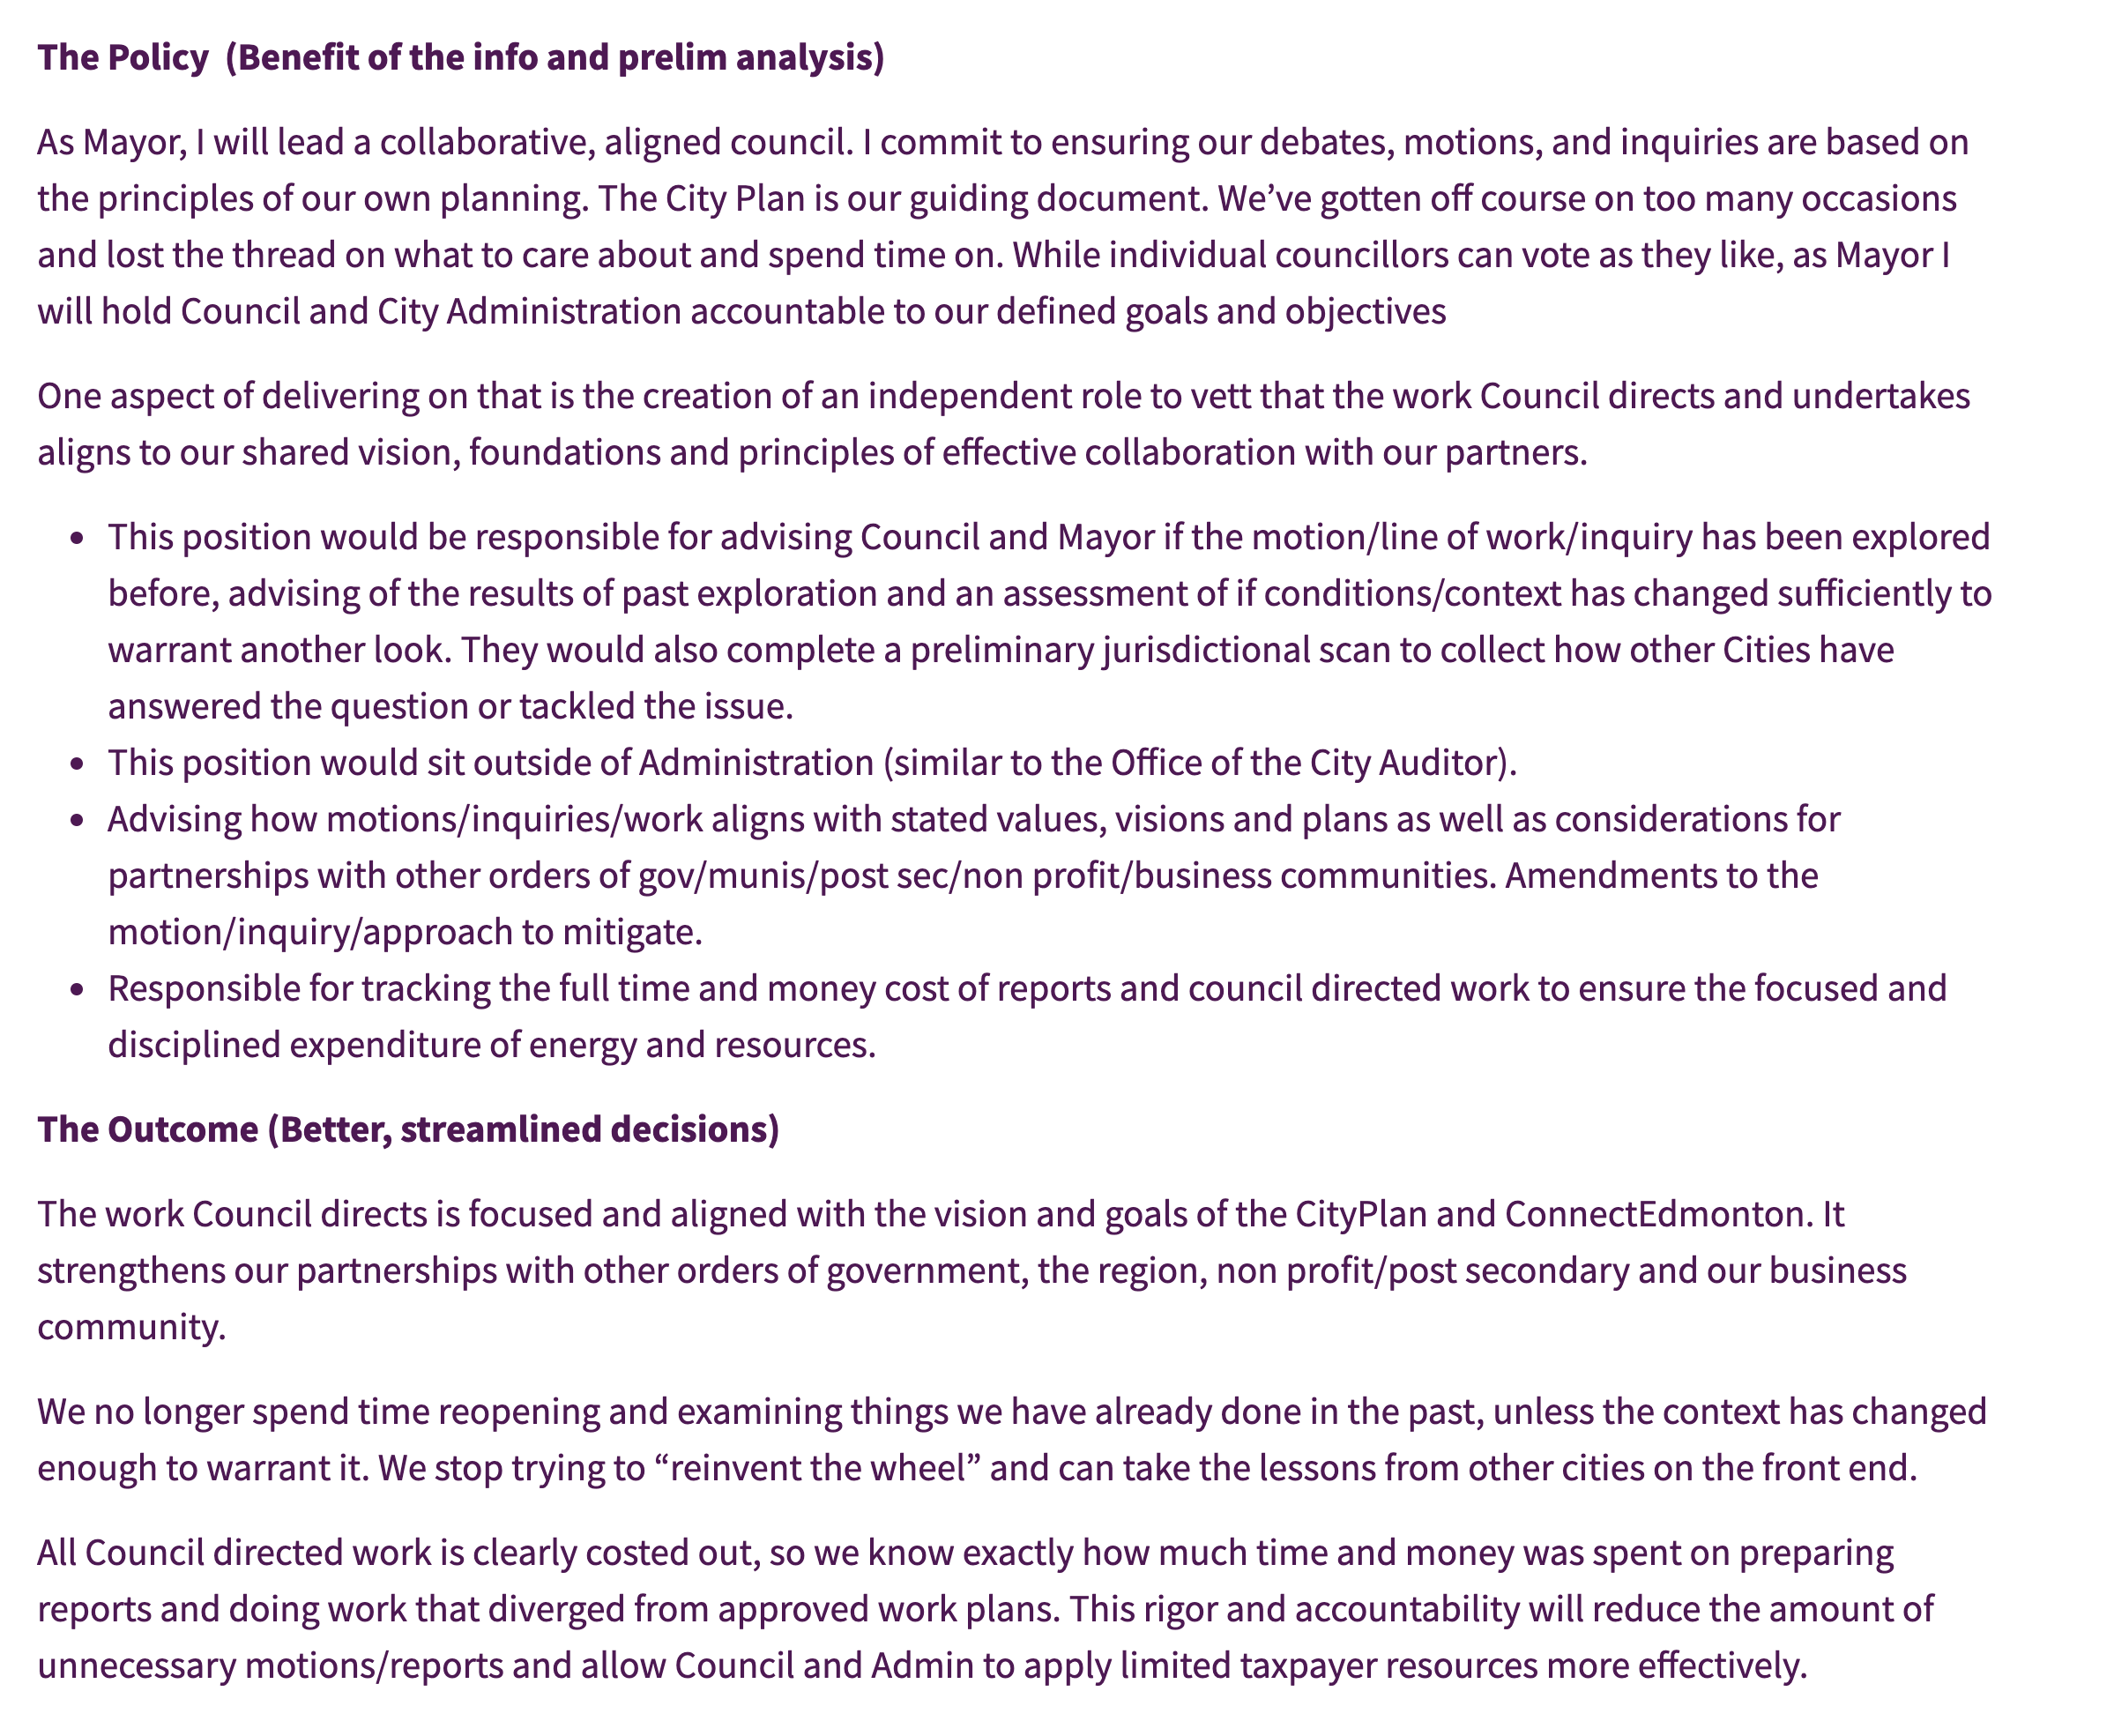 The Policy  (Benefit of the info and prelim analysis)
As Mayor, I will lead a collaborative, aligned council. I commit to ensuring our debates, motions, and inquiries are based on
the principles of our own planning. The City Plan is our guiding document. We’ve gotten off course on too many occasions
and lost the thread on what to care about and spend time on. While individual councillors can vote as they like, as Mayor I
will hold Council and City Administration accountable to our defined goals and objectives
One aspect of delivering on that is the creation of an independent role to vett that the work Council directs and undertakes
aligns to our shared vision, foundations and principles of effective collaboration with our partners.
• This position would be responsible for advising Council and Mayor if the motion/line of work/inquiry has been explored
before, advising of the results of past exploration and an assessment of if conditions/context has changed sufficiently to
warrant another look. They would also complete a preliminary jurisdictional scan to collect how other Cities have
answered the question or tackled the issue.
• This position would sit outside of Administration (similar to the Office of the City Auditor).
• Advising how motions/inquiries/work aligns with stated values, visions and plans as well as considerations for
partnerships with other orders of gov/munis/post sec/non profit/business communities. Amendments to the
motion/inquiry/approach to mitigate.
• Responsible for tracking the full time and money cost of reports and council directed work to ensure the focused and
disciplined expenditure of energy and resources.
The Outcome (Better, streamlined decisions)
The work Council directs is focused and aligned with the vision and goals of the CityPlan and ConnectEdmonton. It
strengthens our partnerships with other orders of government, the region, non profit/post secondary and our business
community.
We no longer spend time reopening and examining things we have already done in the past, unless the context has changed
enough to warrant it. We stop trying to “reinvent the wheel” and can take the lessons from other cities on the front end.
All Council directed work is clearly costed out, so we know exactly how much time and money was spent on preparing
reports and doing work that diverged from approved work plans. This rigor and accountability will reduce the amount of
unnecessary motions/reports and allow Council and Admin to apply limited taxpayer resources more effectively.